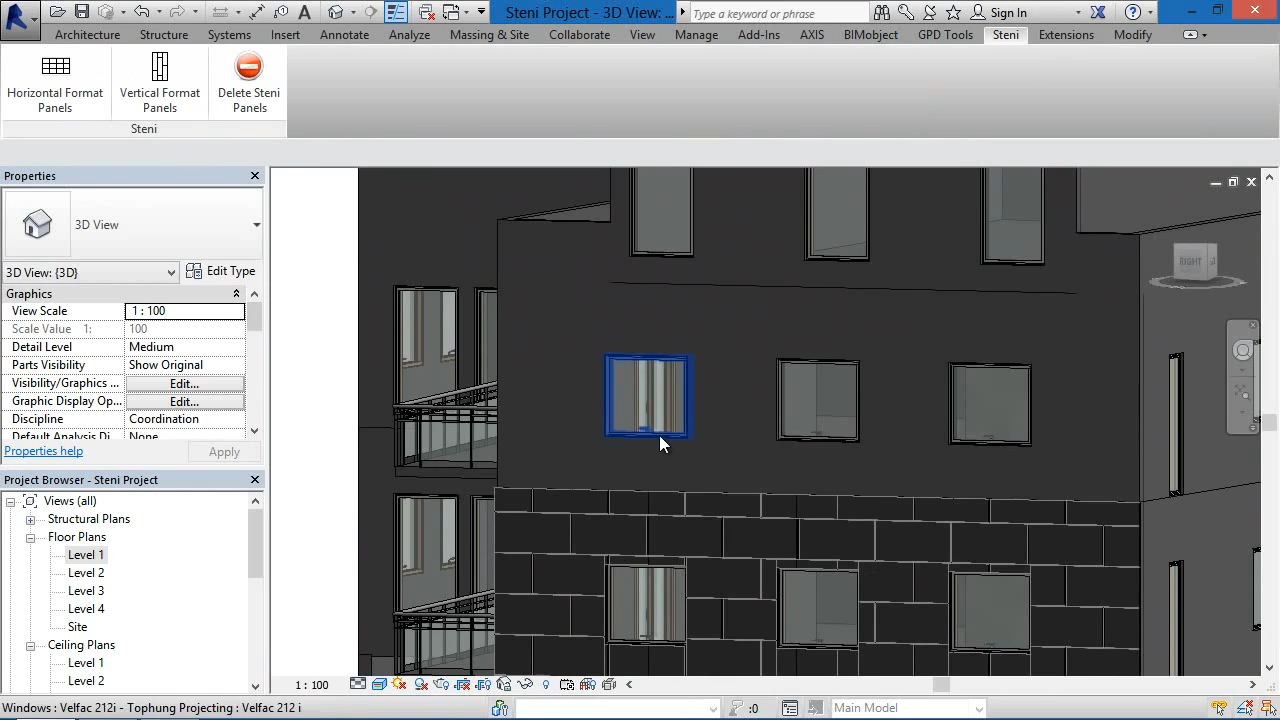 Steni Project - 3D View: ...
Type a keyword or phrase
Sign In
Architecture Structure Systems Insert Annotate Analyze Massing & Site Collaborate View Manage Add-Ins AXIS BIMobject GPD Tools Steni Extensions Modify
Horizontal Format Panels
Vertical Format Panels
Delete Steni Panels
Steni
Properties
3D View
3D View: {3D}
Edit Type
Graphics
View Scale 1 : 100
Scale Value 1: 100
Detail Level Medium
Parts Visibility Show Original
Visibility/Graphics ... Edit...
Graphic Display Op... Edit...
Discipline Coordination
Default Analysis Di... None
Properties help
Apply
Project Browser - Steni Project
Views (all)
Structural Plans
Floor Plans
Level 1
Level 2
Level 3
Level 4
Site
Ceiling Plans
Level 1
Level 2
RIGHT
1 : 100
Windows : Velfac 212i - Tophung Projecting : Velfac 212 i
:0
Main Model